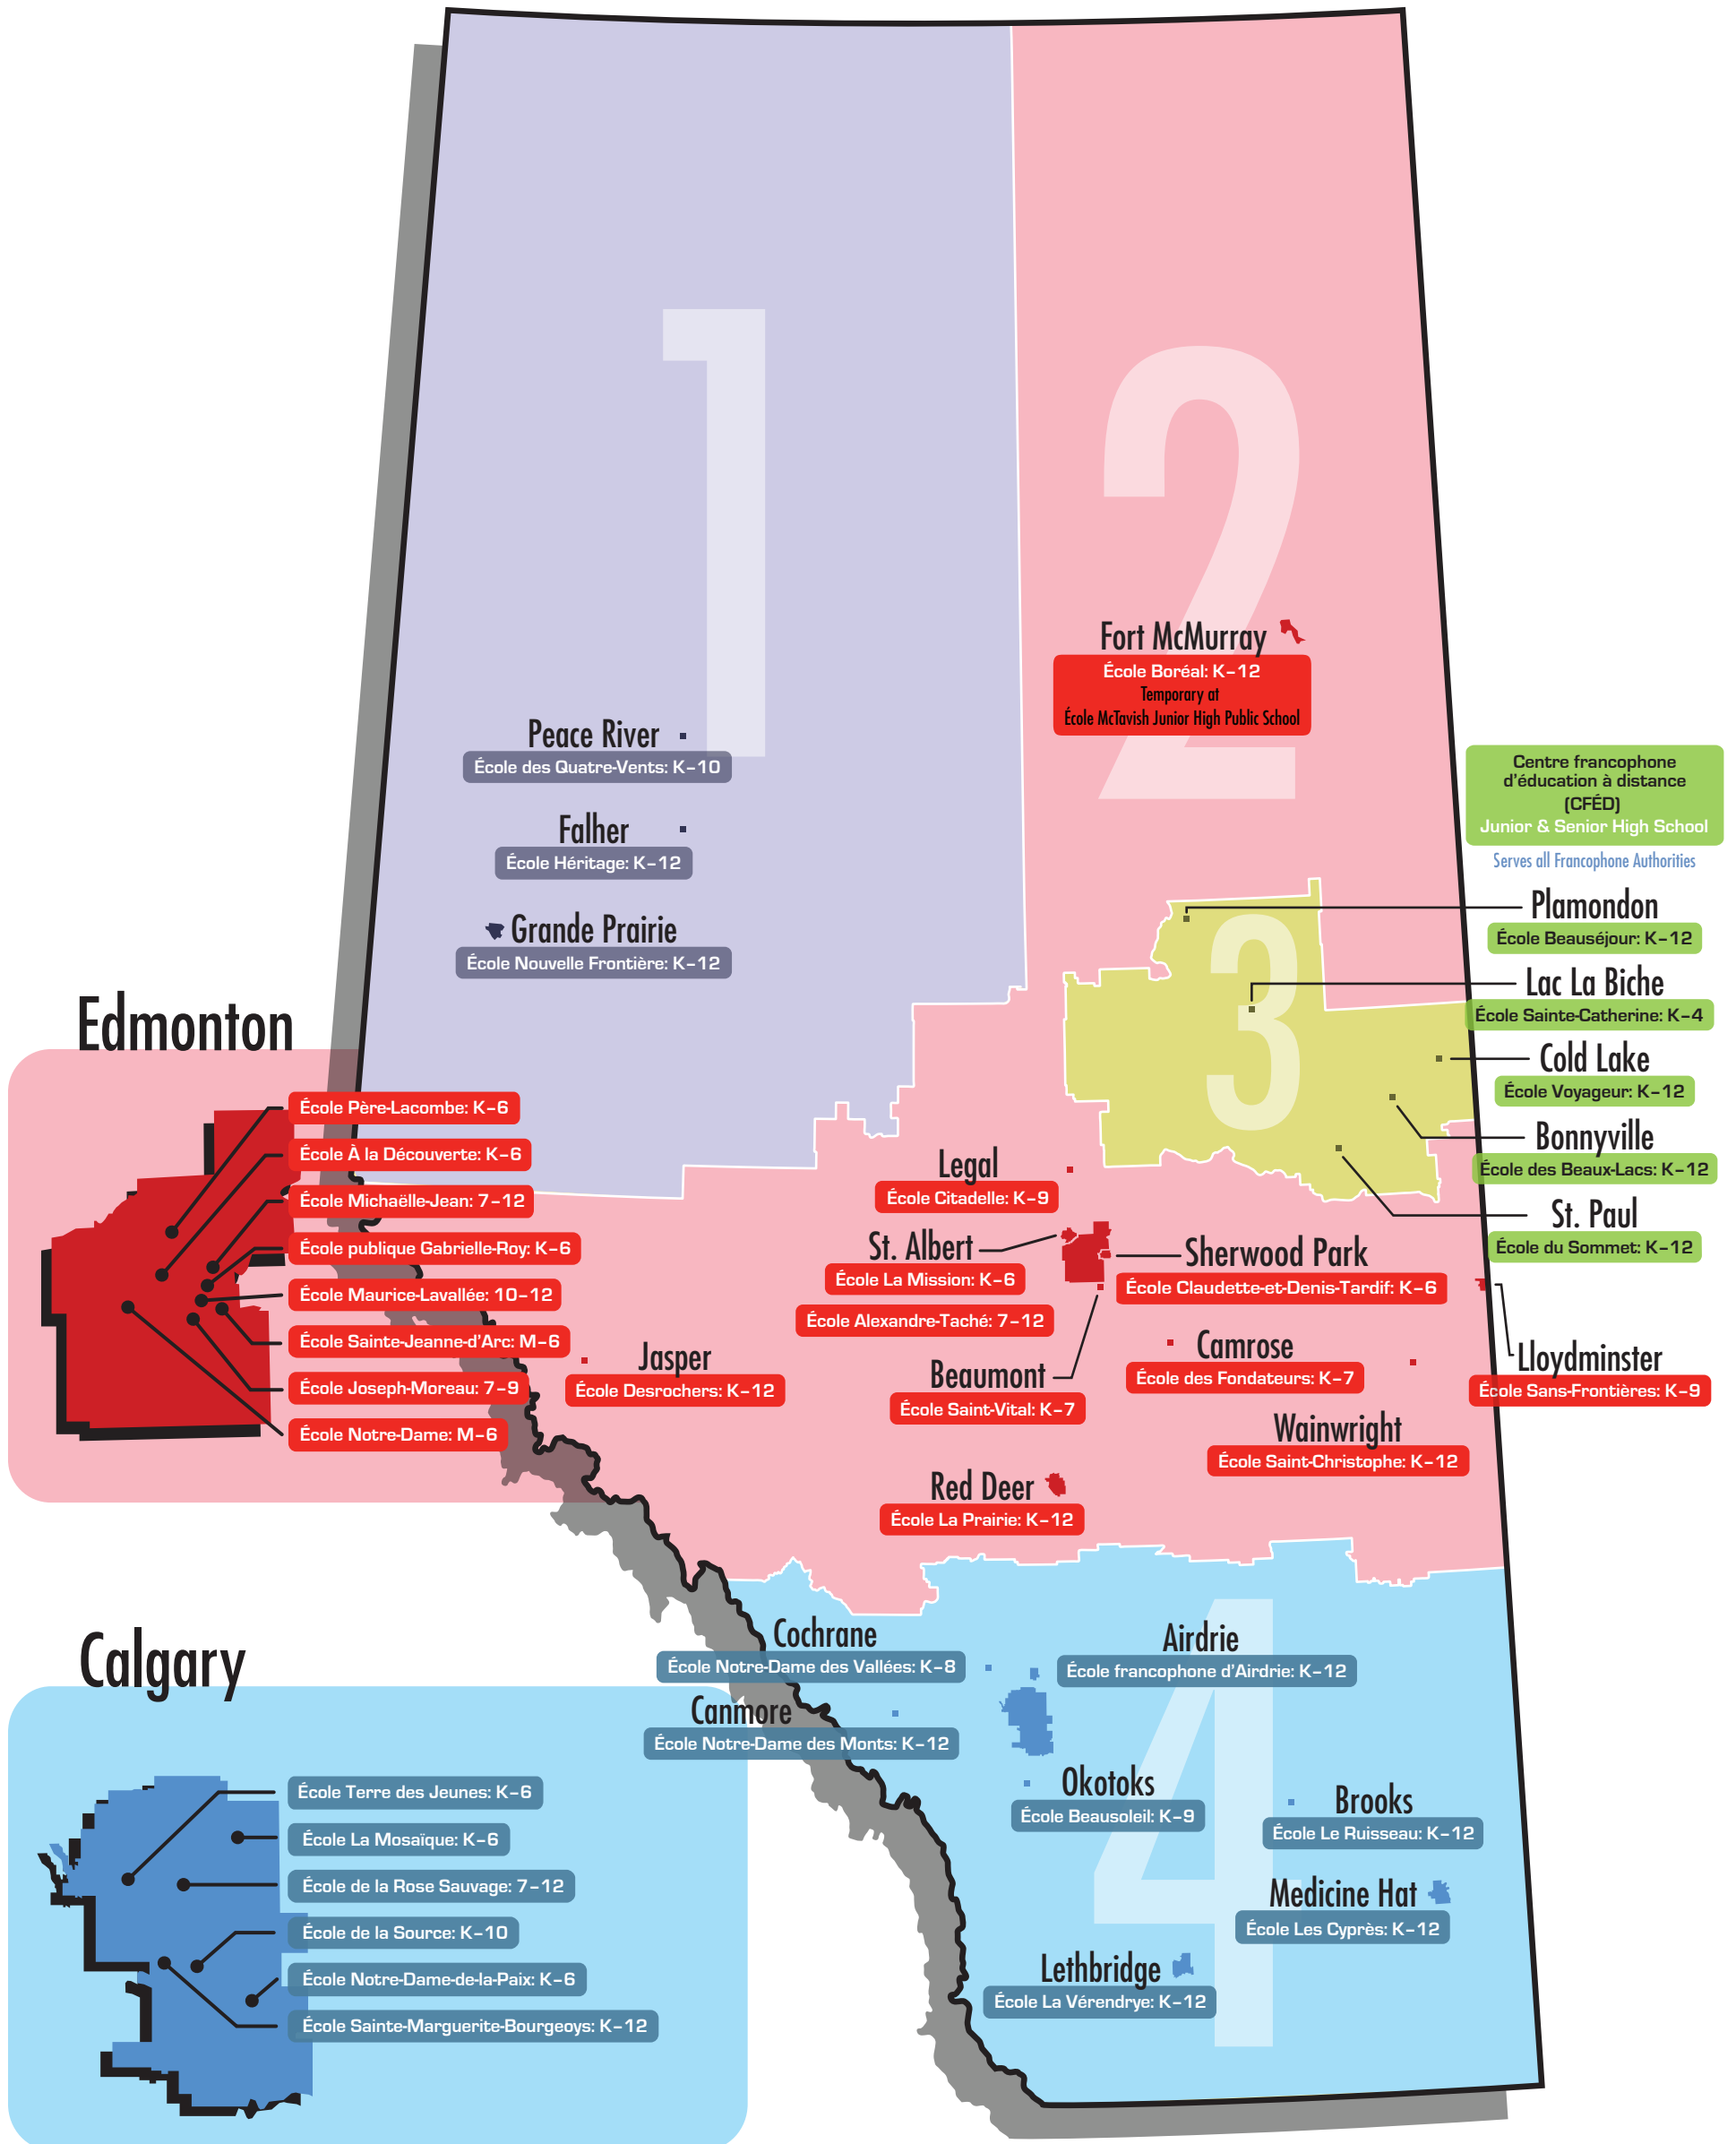 1
2
Fort McMurray
École Boréal: K-12
Temporary at
École McTavish Junior High Public School
Peace River
École des Quatre-Vents: K-10
Falher
École Héritage: K-12
Grande Prairie
École Nouvelle Frontière: K-12
Centre francophone
d'éducation à distance
(CFÉD)
Junior & Senior High School
Serves all Francophone Authorities
3
Plamondon
École Beauséjour: K-12
Lac La Biche
École Sainte-Catherine: K-4
Cold Lake
École Voyageur: K-12
Bonnyville
École des Beaux-Lacs: K-12
St. Paul
École du Sommet: K-12
Edmonton
École Père-Lacombe: K-6
École À la Découverte: K-6
École Michaëlle-Jean: 7-12
École publique Gabrielle-Roy: K-6
École Maurice-Lavallée: 10-12
École Sainte-Jeanne-d'Arc: M-6
École Joseph-Moreau: 7-9
École Notre-Dame: M-6
Legal
École Citadelle: K-9
St. Albert
École La Mission: K-6
École Alexandre-Taché: 7-12
Sherwood Park
École Claudette-et-Denis-Tardif: K-6
Jasper
École Desrochers: K-12
Beaumont
École Saint-Vital: K-7
Camrose
École des Fondateurs: K-7
Lloydminster
École Sans-Frontières: K-9
Wainwright
École Saint-Christophe: K-12
Red Deer
École La Prairie: K-12
Calgary
École Terre des Jeunes: K-6
École La Mosaïque: K-6
École de la Rose Sauvage: 7-12
École de la Source: K-10
École Notre-Dame-de-la-Paix: K-6
École Sainte-Marguerite-Bourgeoys: K-12
4
Cochrane
École Notre-Dame des Vallées: K-8
Airdrie
École francophone d'Airdrie: K-12
Canmore
École Notre-Dame des Monts: K-12
Okotoks
École Beausoleil: K-9
Brooks
École Le Ruisseau: K-12
Medicine Hat
École Les Cyprès: K-12
Lethbridge
École La Vérendrye: K-12